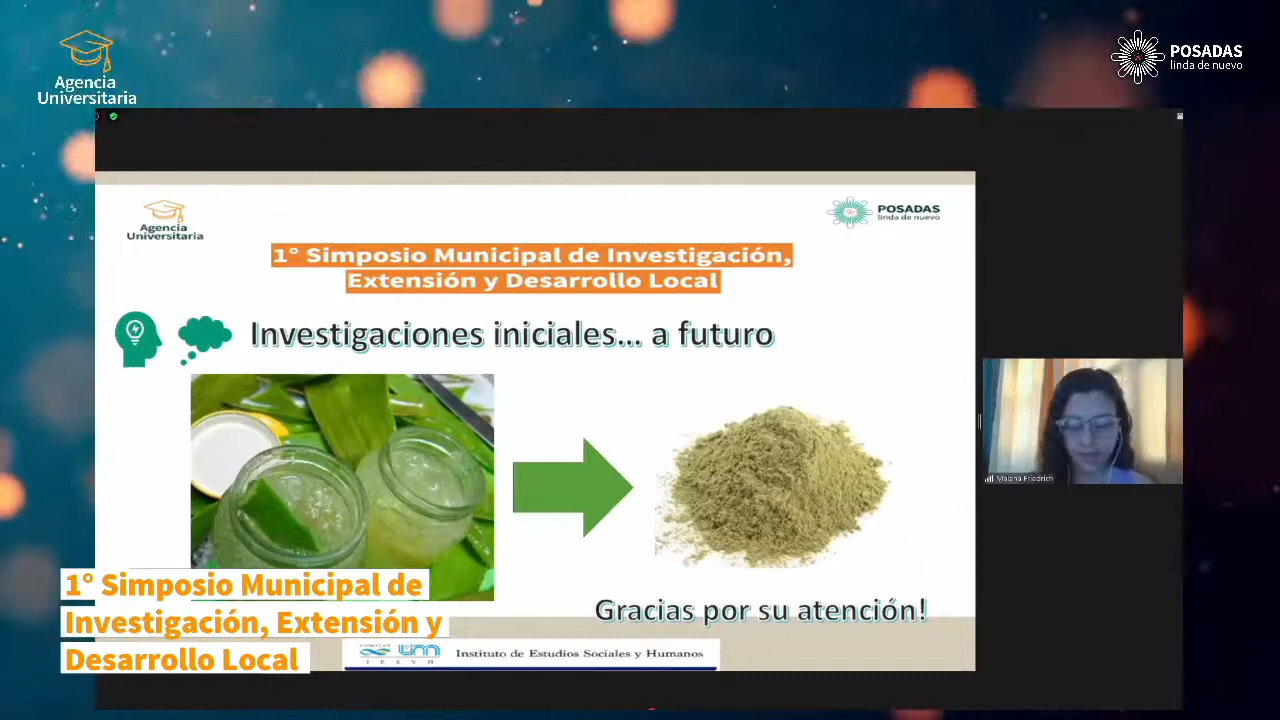 Agencia
Universitaria
POSADAS
linda de nuevo
Agencia
Universitaria
POSADAS
linda de nuevo
1° Simposio Municipal de Investigación,
Extensión y Desarrollo Local
Investigaciones iniciales... a futuro
Malena Friedrich
Gracias por su atención!
1° Simposio Municipal de
Investigación, Extensión y
Desarrollo Local
CONICET
UNM
I E S Y H
Instituto de Estudios Sociales y Humanos